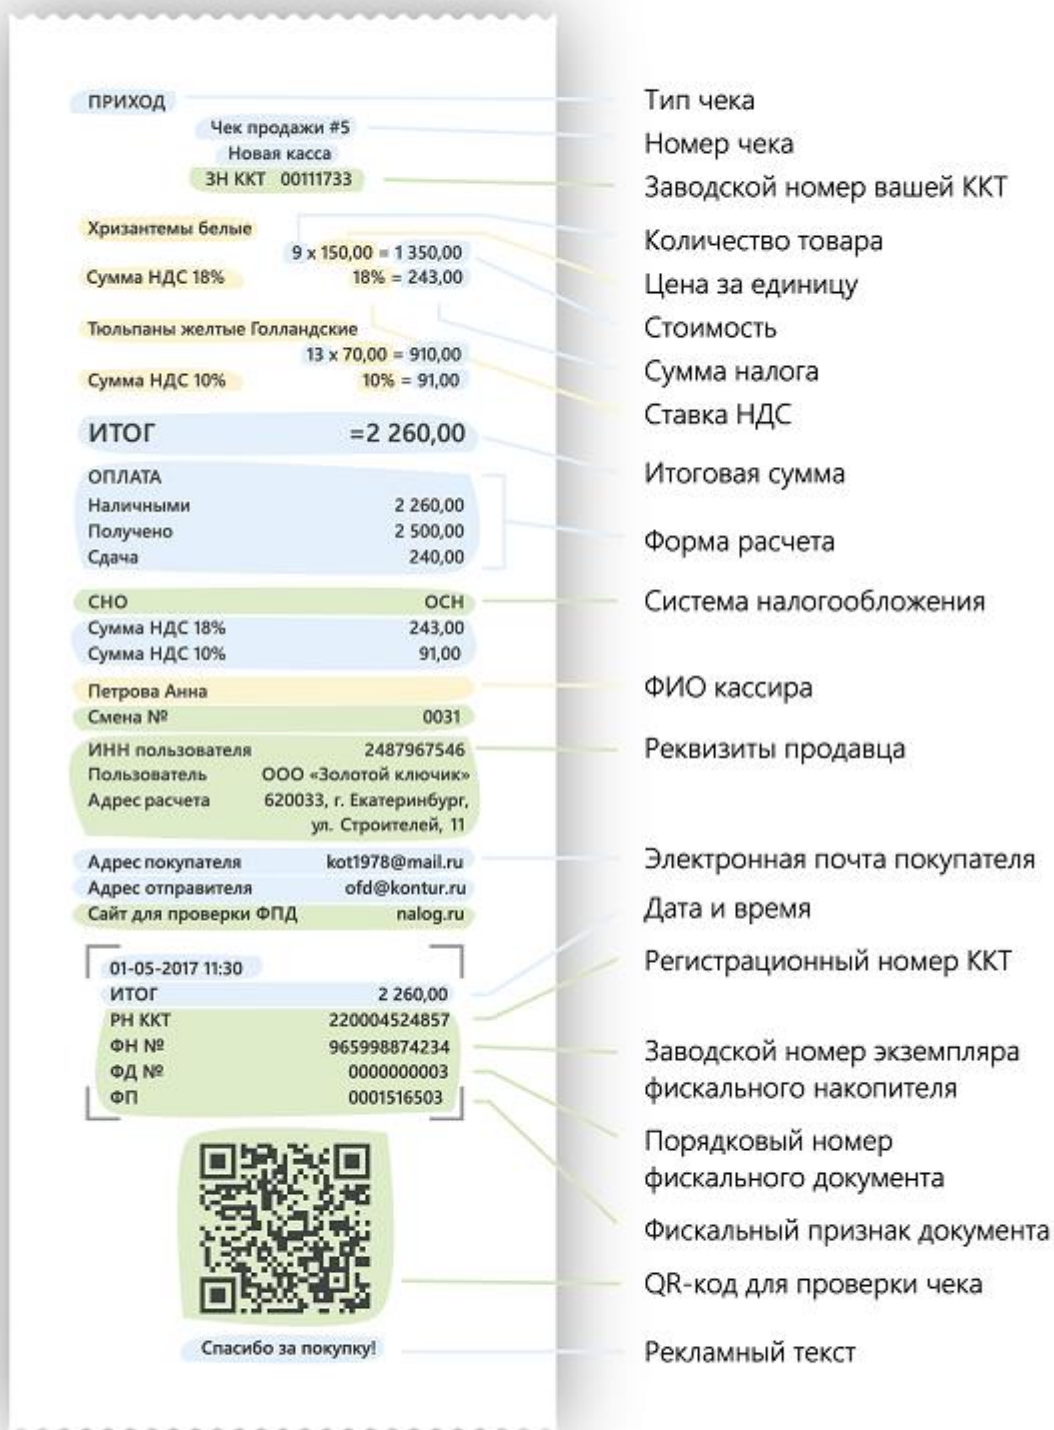 ПРИХОД
Тип чека
Чек продажи #5
Номер чека
Новая касса
ЗН ККТ 00111733
Заводской номер вашей ККТ
Хризантемы белые
Количество товара
9 х 150,00 = 1 350,00
Цена за единицу
Сумма НДС 18% 18% = 243,00
Стоимость
Тюльпаны желтые Голландские
13 х 70,00 = 910,00
Сумма налога
Сумма НДС 10% 10% = 91,00
Ставка НДС
ИТОГ =2 260,00
Итоговая сумма
ОПЛАТА
Наличными 2 260,00
Получено 2 500,00
Сдача 240,00
Форма расчета
СНО ОСН
Система налогообложения
Сумма НДС 18% 243,00
Сумма НДС 10% 91,00
Петрова Анна
ФИО кассира
Смена № 0031
ИНН пользователя 2487967546
Реквизиты продавца
Пользователь ООО «Золотой ключик»
Адрес расчета 620033, г. Екатеринбург,
ул. Строителей, 11
Адрес покупателя kot1978@mail.ru
Электронная почта покупателя
Адрес отправителя ofd@kontur.ru
Сайт для проверки ФПД nalog.ru
Дата и время
01-05-2017 11:30
Регистрационный номер ККТ
ИТОГ 2 260,00
РН ККТ 220004524857
ФН № 965998874234
Заводской номер экземпляра
фискального накопителя
ФД № 0000000003
ФП 0001516503
Порядковый номер
фискального документа
Фискальный признак документа
QR-код для проверки чека
Спасибо за покупку!
Рекламный текст